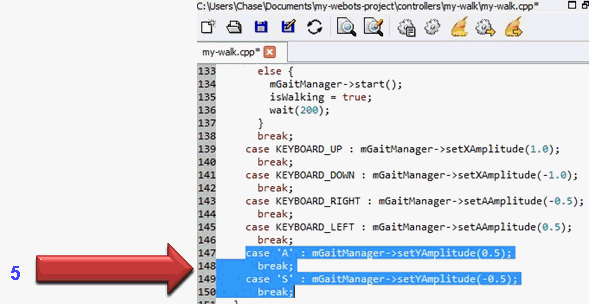 C:\Users\Chase\Documents\my-webots-project\controllers\my-walk\my-walk.cpp*
my-walk.cpp*
133 else {
134 mGaitManager->start();
135 isWalking = true;
136 wait(200);
137 }
138 break;
139 case KEYBOARD_UP : mGaitManager->setXAmplitude(1.0);
140 break;
141 case KEYBOARD_DOWN : mGaitManager->setXAmplitude(-1.0);
142 break;
143 case KEYBOARD_RIGHT : mGaitManager->setAAmplitude(-0.5);
144 break;
145 case KEYBOARD_LEFT : mGaitManager->setAAmplitude(0.5);
146 break;
147 case 'A' : mGaitManager->setYAmplitude(0.5);
5 148 break;
149 case 'S' : mGaitManager->setYAmplitude(-0.5);
150 break;